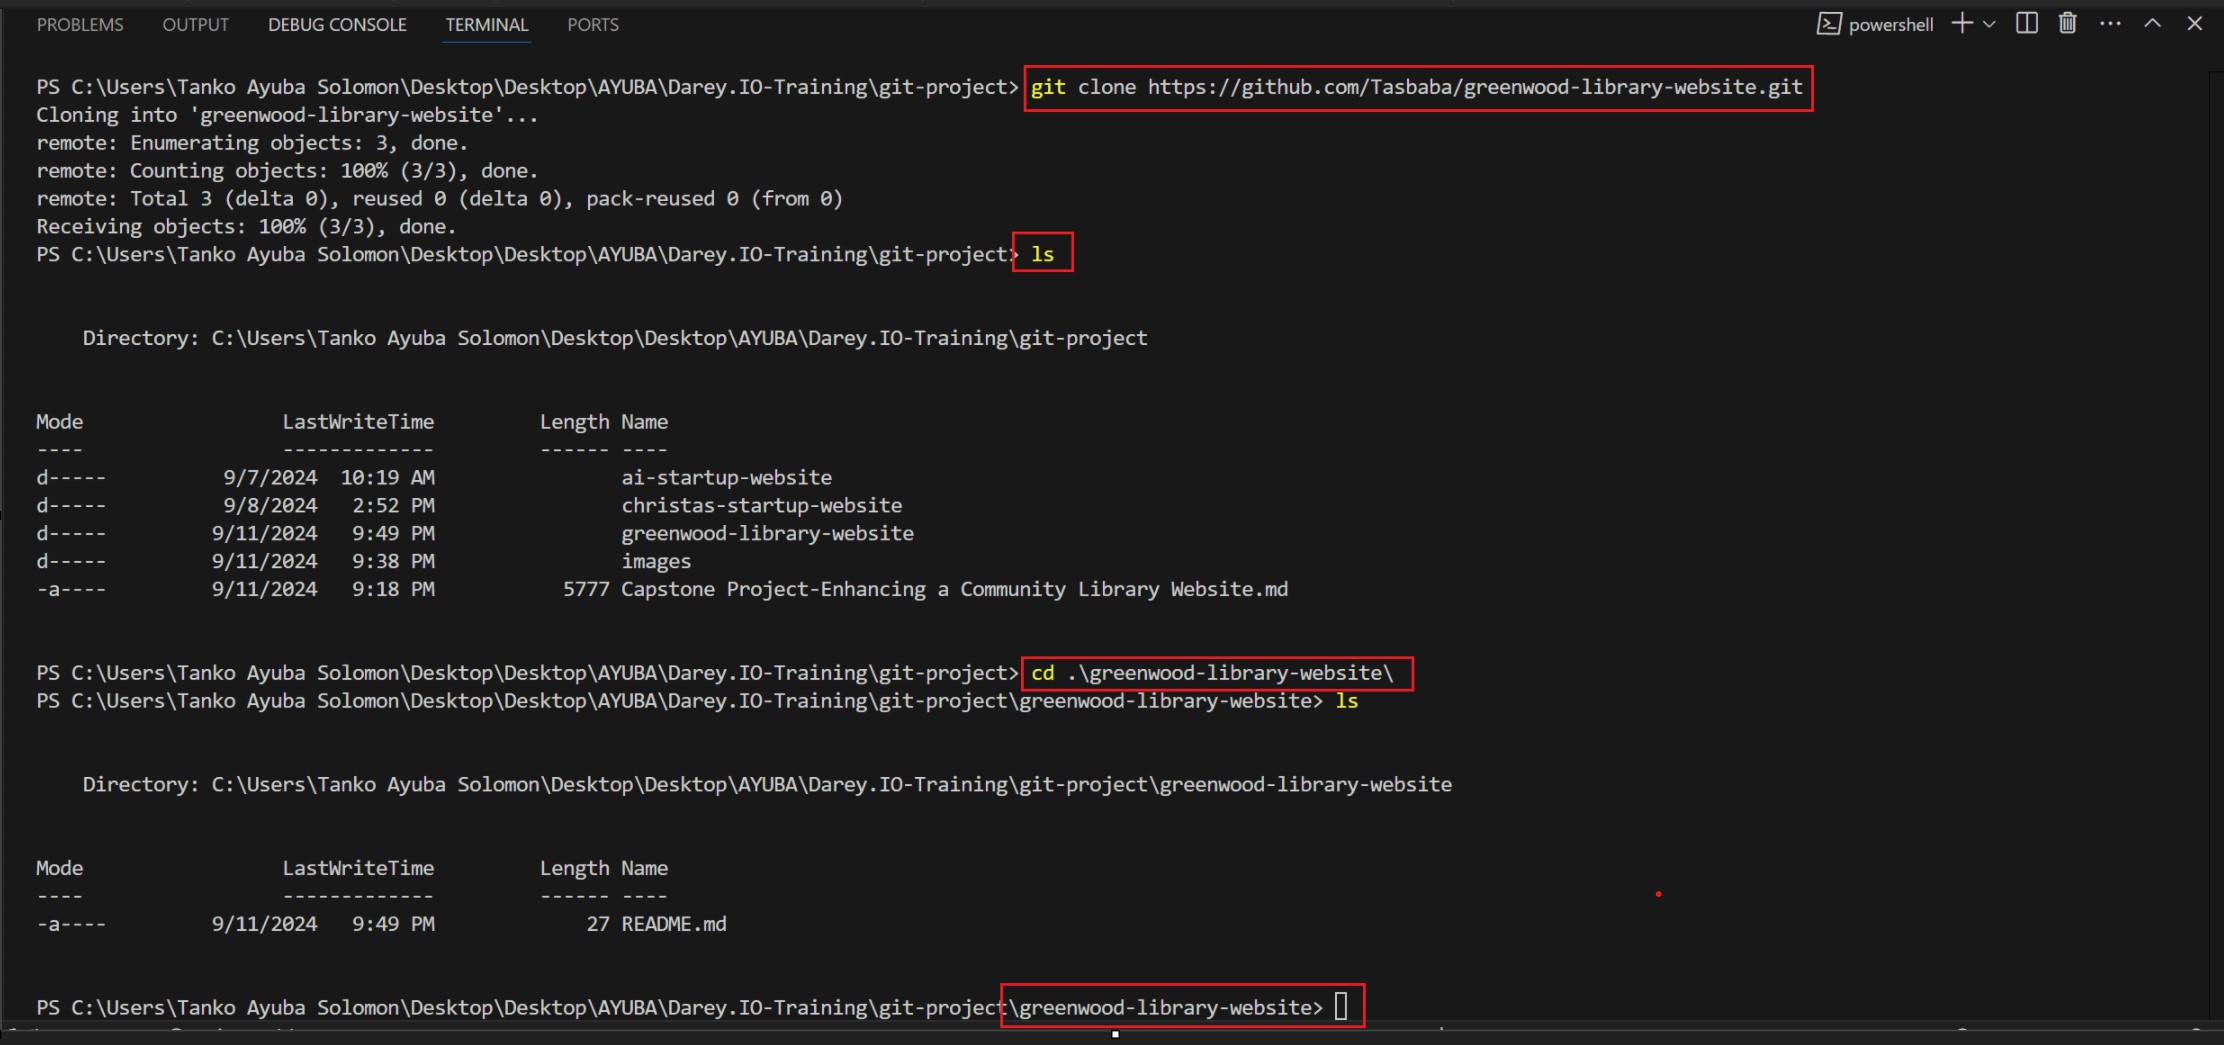 PROBLEMS OUTPUT DEBUG CONSOLE TERMINAL PORTS powershell
PS C:\Users\Tanko Ayuba Solomon\Desktop\Desktop\AYUBA\Darey.IO-Training\git-project> git clone https://github.com/Tasbaba/greenwood-library-website.git
Cloning into 'greenwood-library-website'...
remote: Enumerating objects: 3, done.
remote: Counting objects: 100% (3/3), done.
remote: Total 3 (delta 0), reused 0 (delta 0), pack-reused 0 (from 0)
Receiving objects: 100% (3/3), done.
PS C:\Users\Tanko Ayuba Solomon\Desktop\Desktop\AYUBA\Darey.IO-Training\git-project> ls
Directory: C:\Users\Tanko Ayuba Solomon\Desktop\Desktop\AYUBA\Darey.IO-Training\git-project
Mode                 LastWriteTime         Length Name
----                 -------------         ------ ----
d-----          9/7/2024  10:19 AM                ai-startup-website
d-----          9/8/2024   2:52 PM                christas-startup-website
d-----         9/11/2024   9:49 PM                greenwood-library-website
d-----         9/11/2024   9:38 PM                images
-a----         9/11/2024   9:18 PM           5777 Capstone Project-Enhancing a Community Library Website.md
PS C:\Users\Tanko Ayuba Solomon\Desktop\Desktop\AYUBA\Darey.IO-Training\git-project> cd .\greenwood-library-website\
PS C:\Users\Tanko Ayuba Solomon\Desktop\Desktop\AYUBA\Darey.IO-Training\git-project\greenwood-library-website> ls
Directory: C:\Users\Tanko Ayuba Solomon\Desktop\Desktop\AYUBA\Darey.IO-Training\git-project\greenwood-library-website
Mode                 LastWriteTime         Length Name
----                 -------------         ------ ----
-a----         9/11/2024   9:49 PM             27 README.md
PS C:\Users\Tanko Ayuba Solomon\Desktop\Desktop\AYUBA\Darey.IO-Training\git-project\greenwood-library-website>